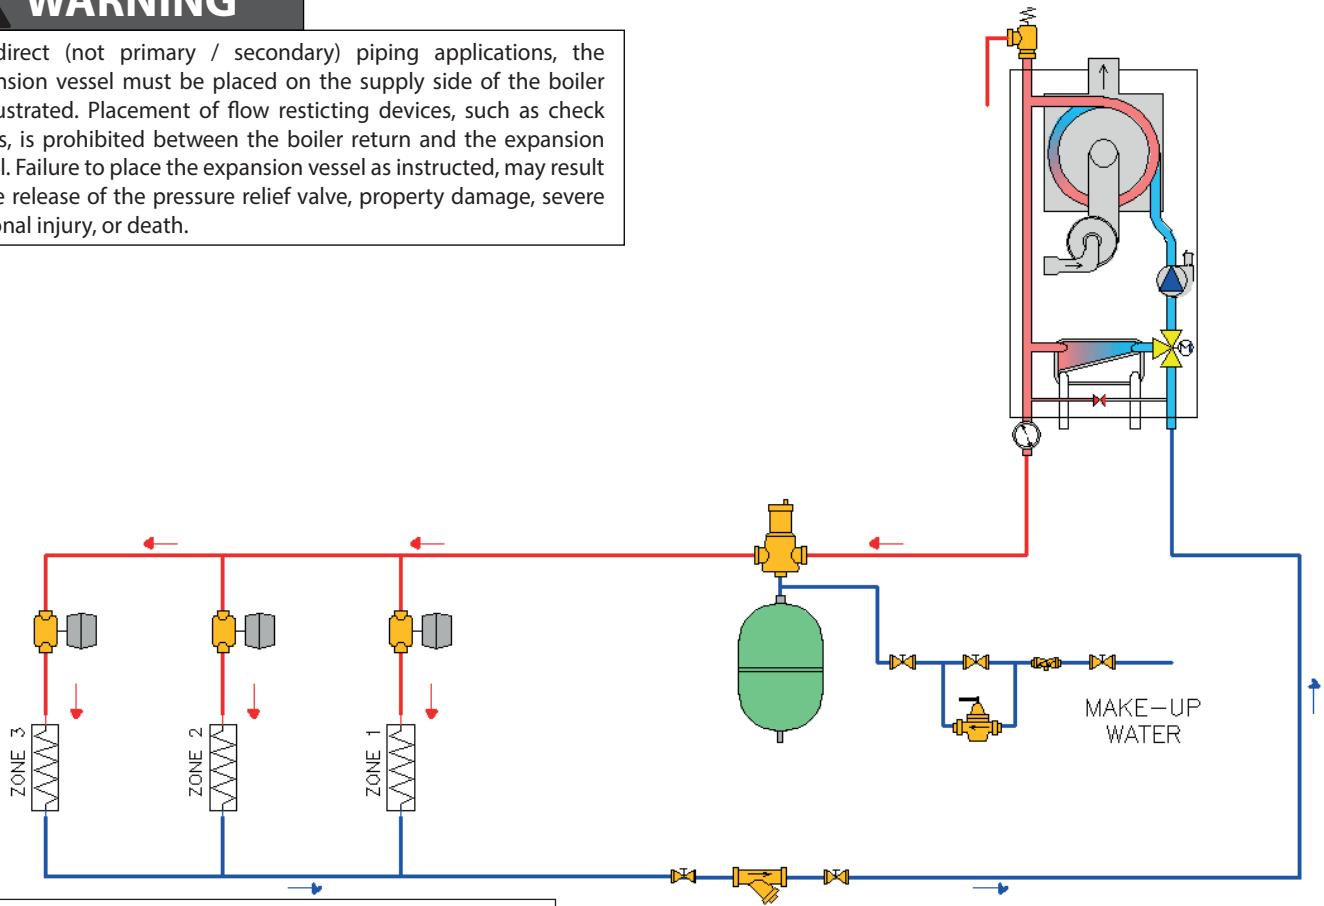 WARNING
direct (not primary / secondary) piping applications, the
nsion vessel must be placed on the supply side of the boiler
ustrated. Placement of flow resticting devices, such as check
s, is prohibited between the boiler return and the expansion
l. Failure to place the expansion vessel as instructed, may result
e release of the pressure relief valve, property damage, severe
onal injury, or death.
M
ZONE 3
ZONE 2
ZONE 1
MAKE-UP
WATER